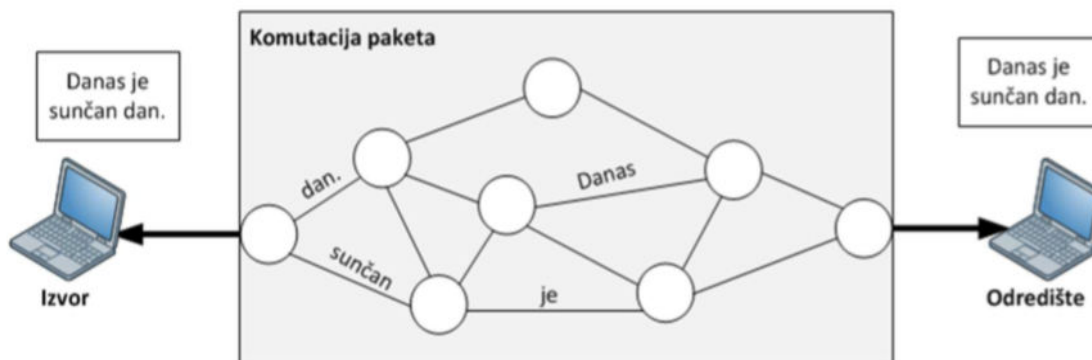 Komutacija paketa
Danas je
sunčan dan.
Danas je
sunčan dan.
dan.
Danas
sunčan
je
Izvor
Odredište